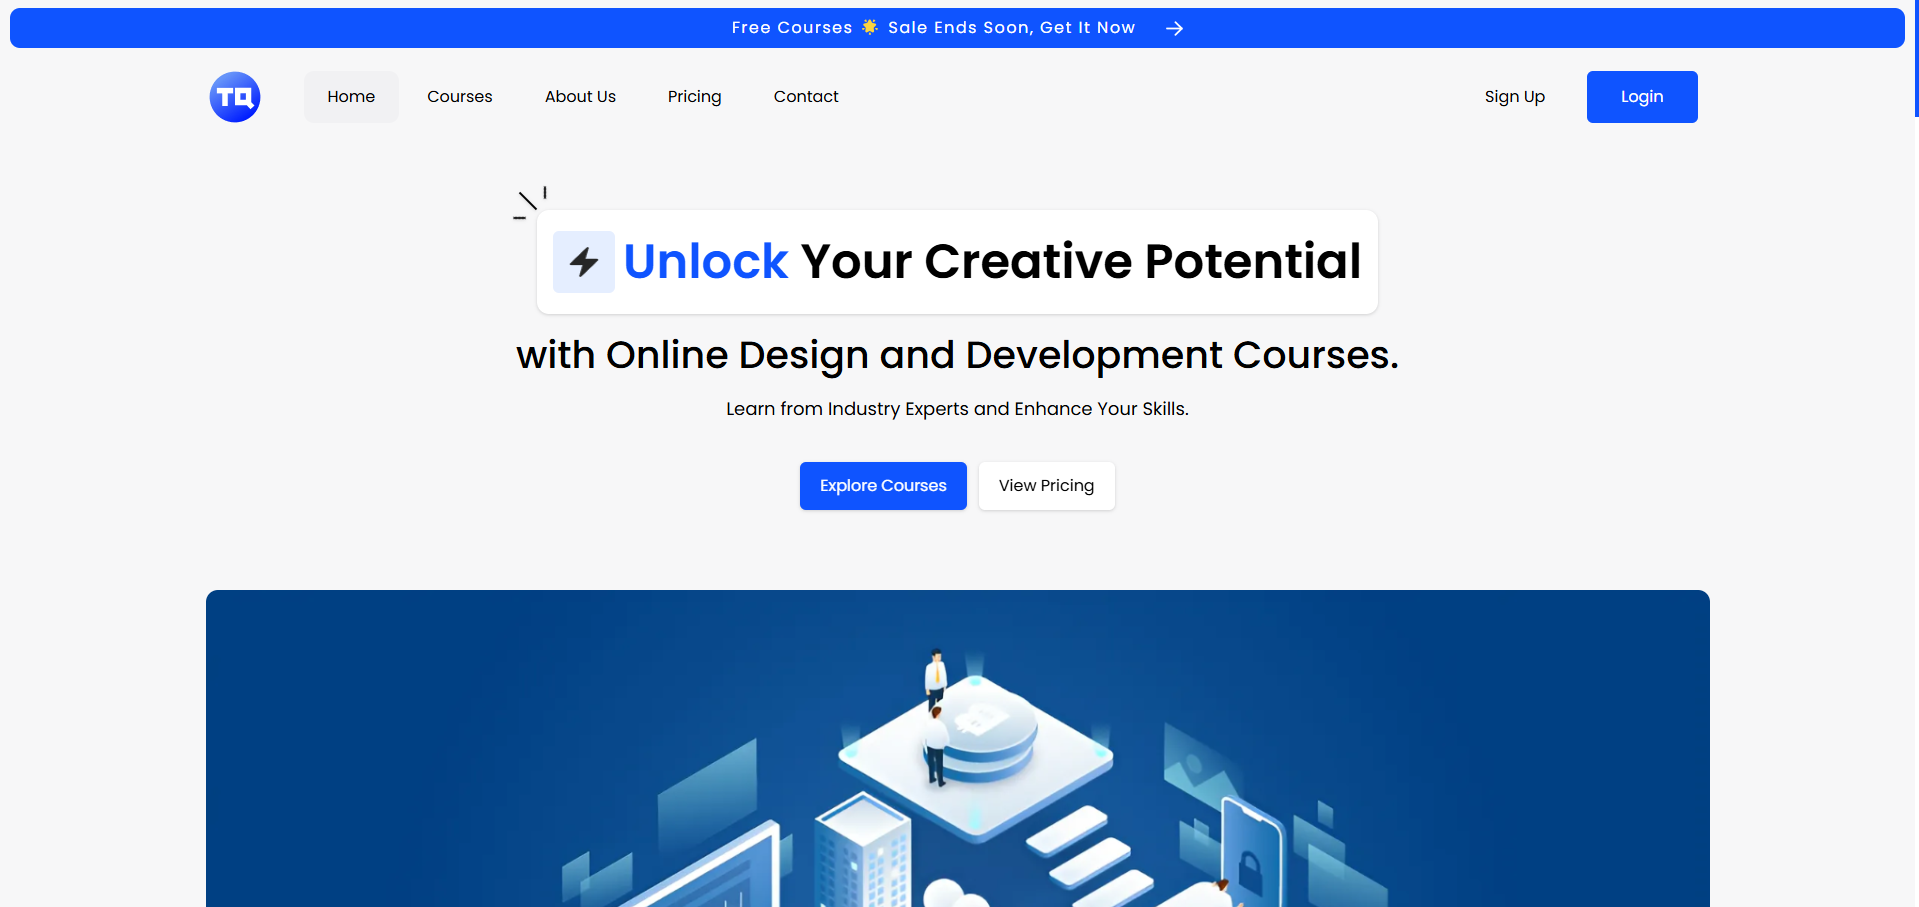 Free Courses 🌟 Sale Ends Soon, Get It Now
TQ
Home
Courses
About Us
Pricing
Contact
Sign Up
Login
Unlock Your Creative Potential
with Online Design and Development Courses.
Learn from Industry Experts and Enhance Your Skills.
Explore Courses
View Pricing